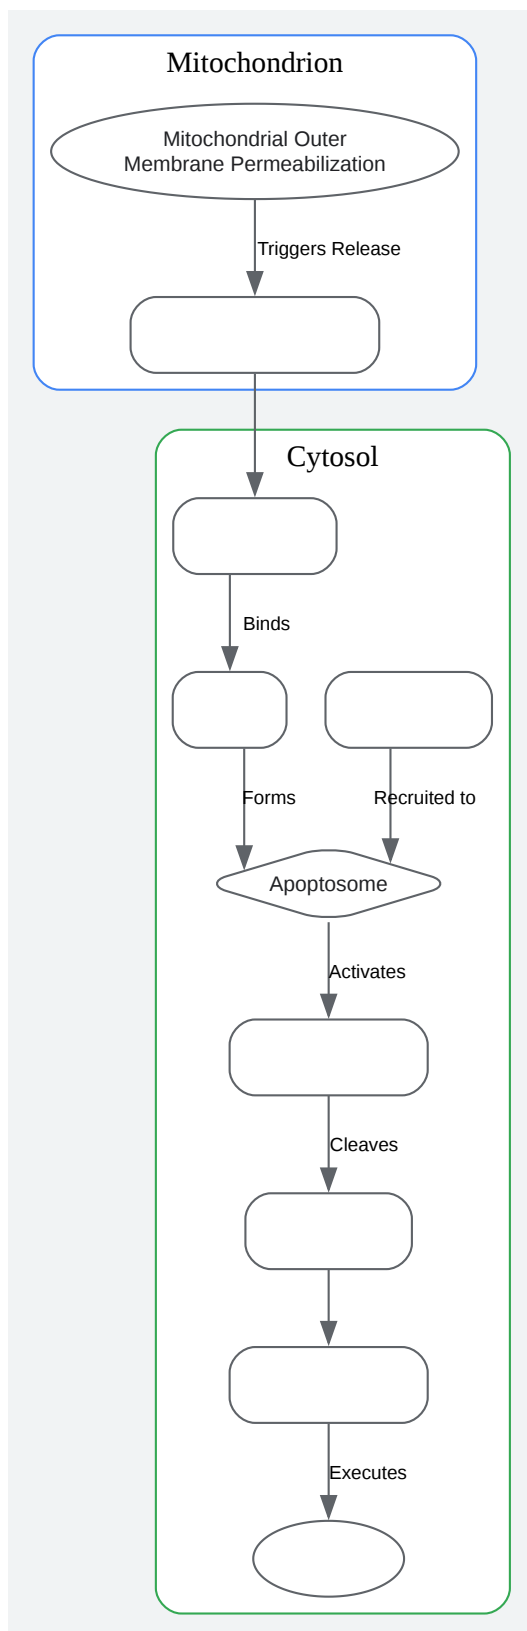 Mitochondrion
Mitochondrial Outer
Membrane Permeabilization
Triggers Release
Cytosol
Binds
Forms
Recruited to
Apoptosome
Activates
Cleaves
Executes